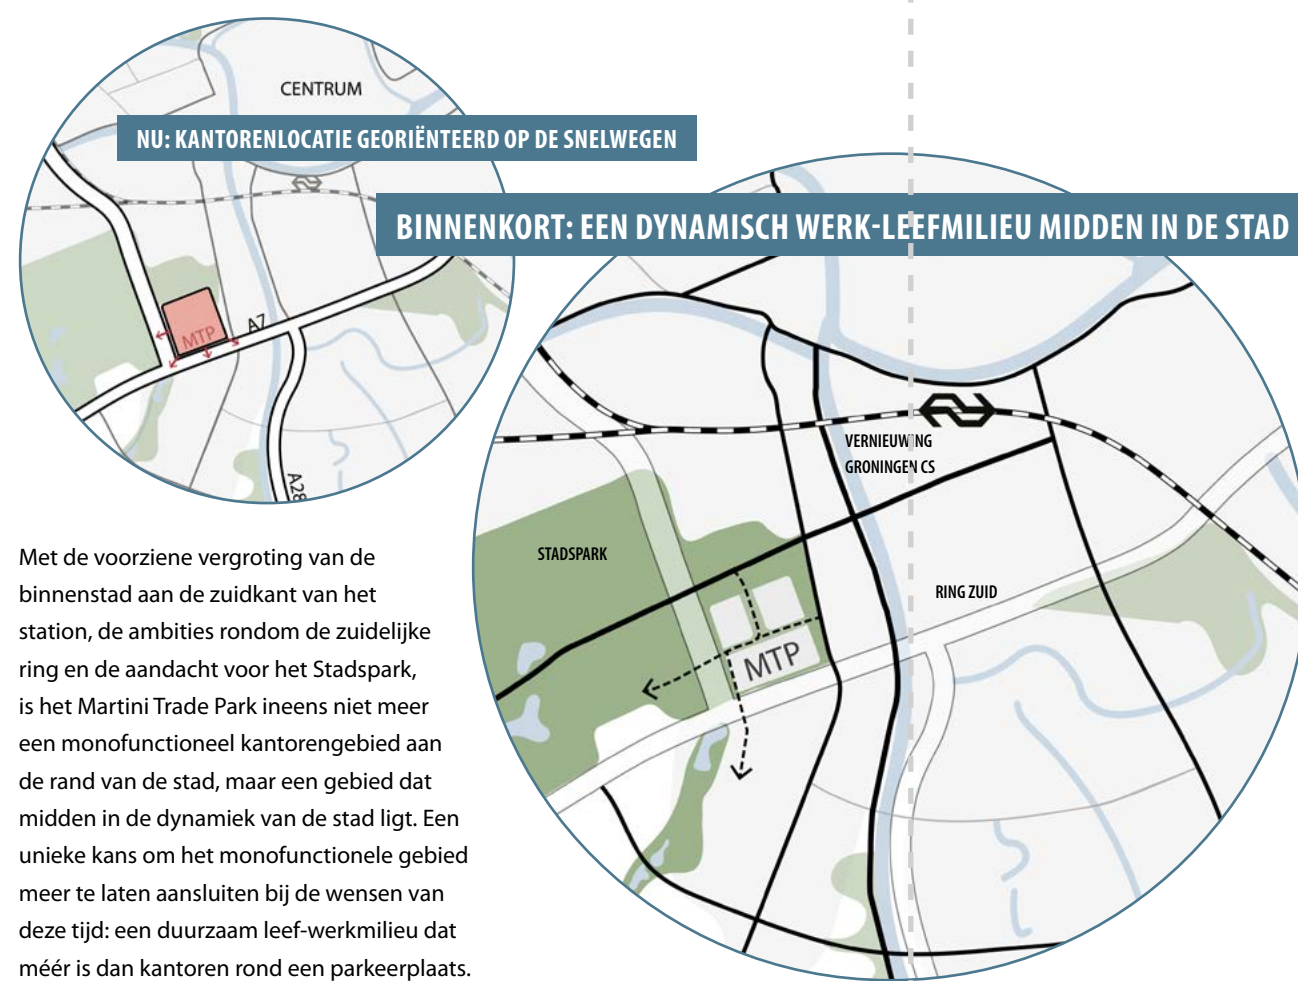 CENTRUM
NU: KANTORENLOCATIE GEORIËNTEERD OP DE SNELWEGEN
BINNENKORT: EEN DYNAMISCH WERK-LEEFMILIEU MIDDEN IN DE STAD
MTP
A7
A28
VERNIEUWING
GRONINGEN CS
STADSPARK
RING ZUID
MTP
Met de voorziene vergroting van de
binnenstad aan de zuidkant van het
station, de ambities rondom de zuidelijke
ring en de aandacht voor het Stadspark,
is het Martini Trade Park ineens niet meer
een monofunctioneel kantorengebied aan
de rand van de stad, maar een gebied dat
midden in de dynamiek van de stad ligt. Een
unieke kans om het monofunctionele gebied
meer te laten aansluiten bij de wensen van
deze tijd: een duurzaam leef-werkmilieu dat
méér is dan kantoren rond een parkeerplaats.